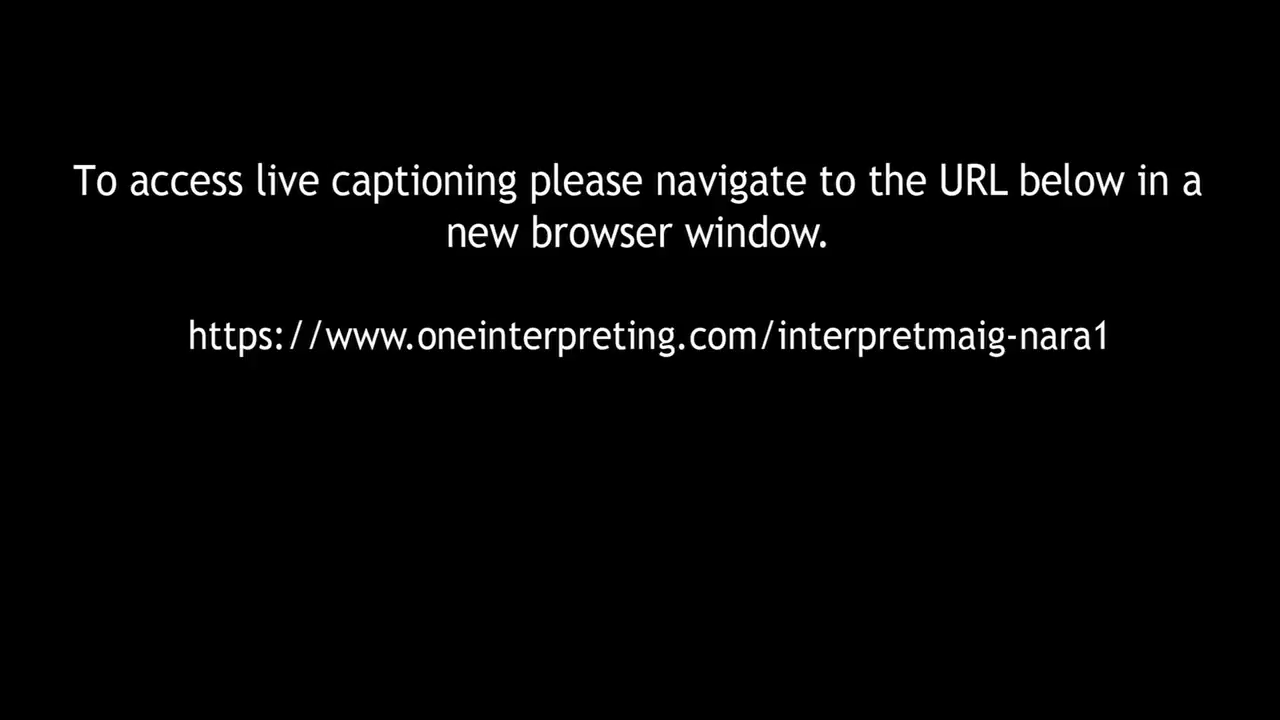 To access live captioning please navigate to the URL below in a
new browser window.
https://www.oneinterpreting.com/interpretmaig-nara1